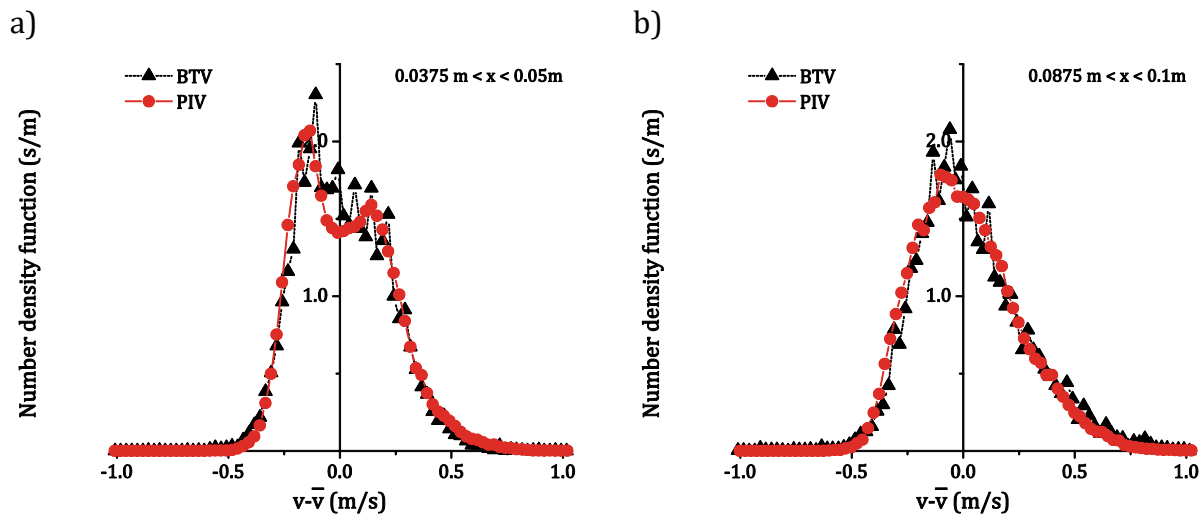 a)
BTV
PIV
0.0375 m < x < 0.05m
Number density function (s/m)
.0
1.0
-1.0
-0.5
0.0
0.5
1.0
v-v̅ (m/s)
b)
BTV
PIV
0.0875 m < x < 0.1m
Number density function (s/m)
2.0
1.0
-1.0
-0.5
0.0
0.5
1.0
v-v̅ (m/s)